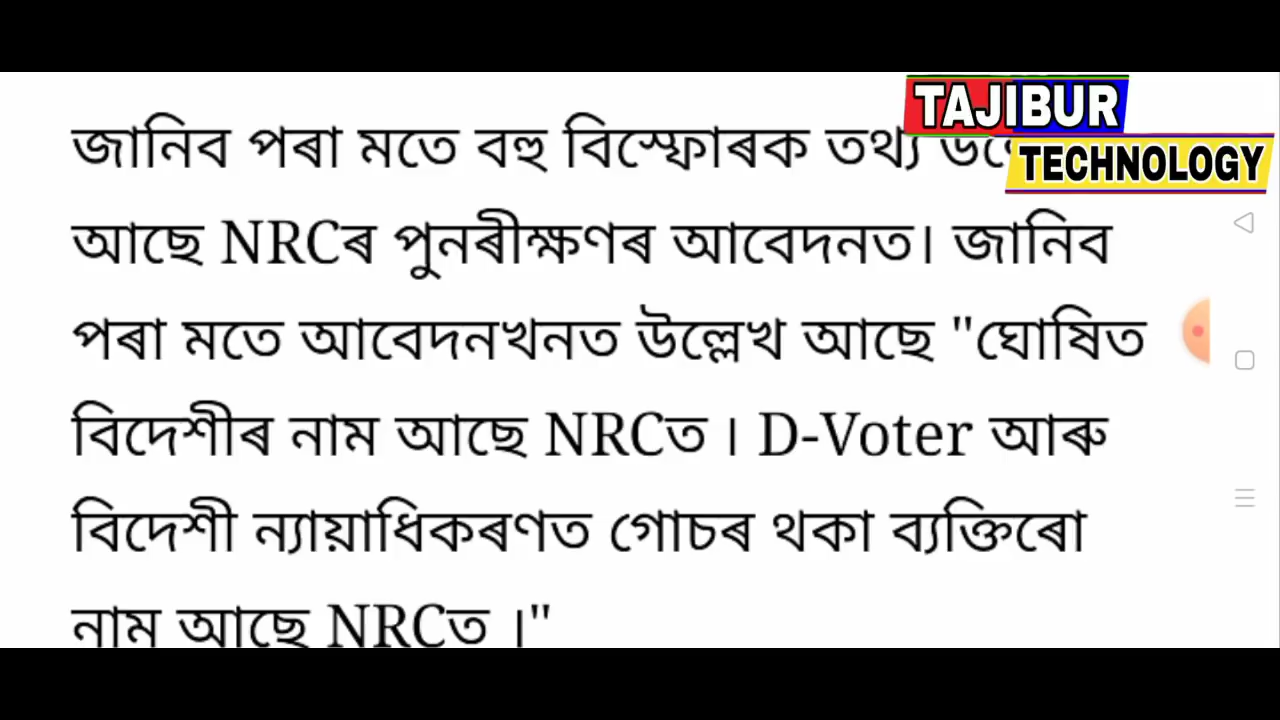 TAJIBUR
TECHNOLOGY
জানিব পৰা মতে বহু বিস্ফোৰক তথ্য
আছে NRCৰ পুনৰীক্ষণৰ আবেদনত। জানিব
পৰা মতে আবেদনখনত উল্লেখ আছে "ঘোষিত
বিদেশীৰ নাম আছে NRCত । D-Voter আৰু
বিদেশী ন্যায়াধিকৰণত গোচৰ থকা ব্যক্তিৰো
নাম আছে NRCত ।"